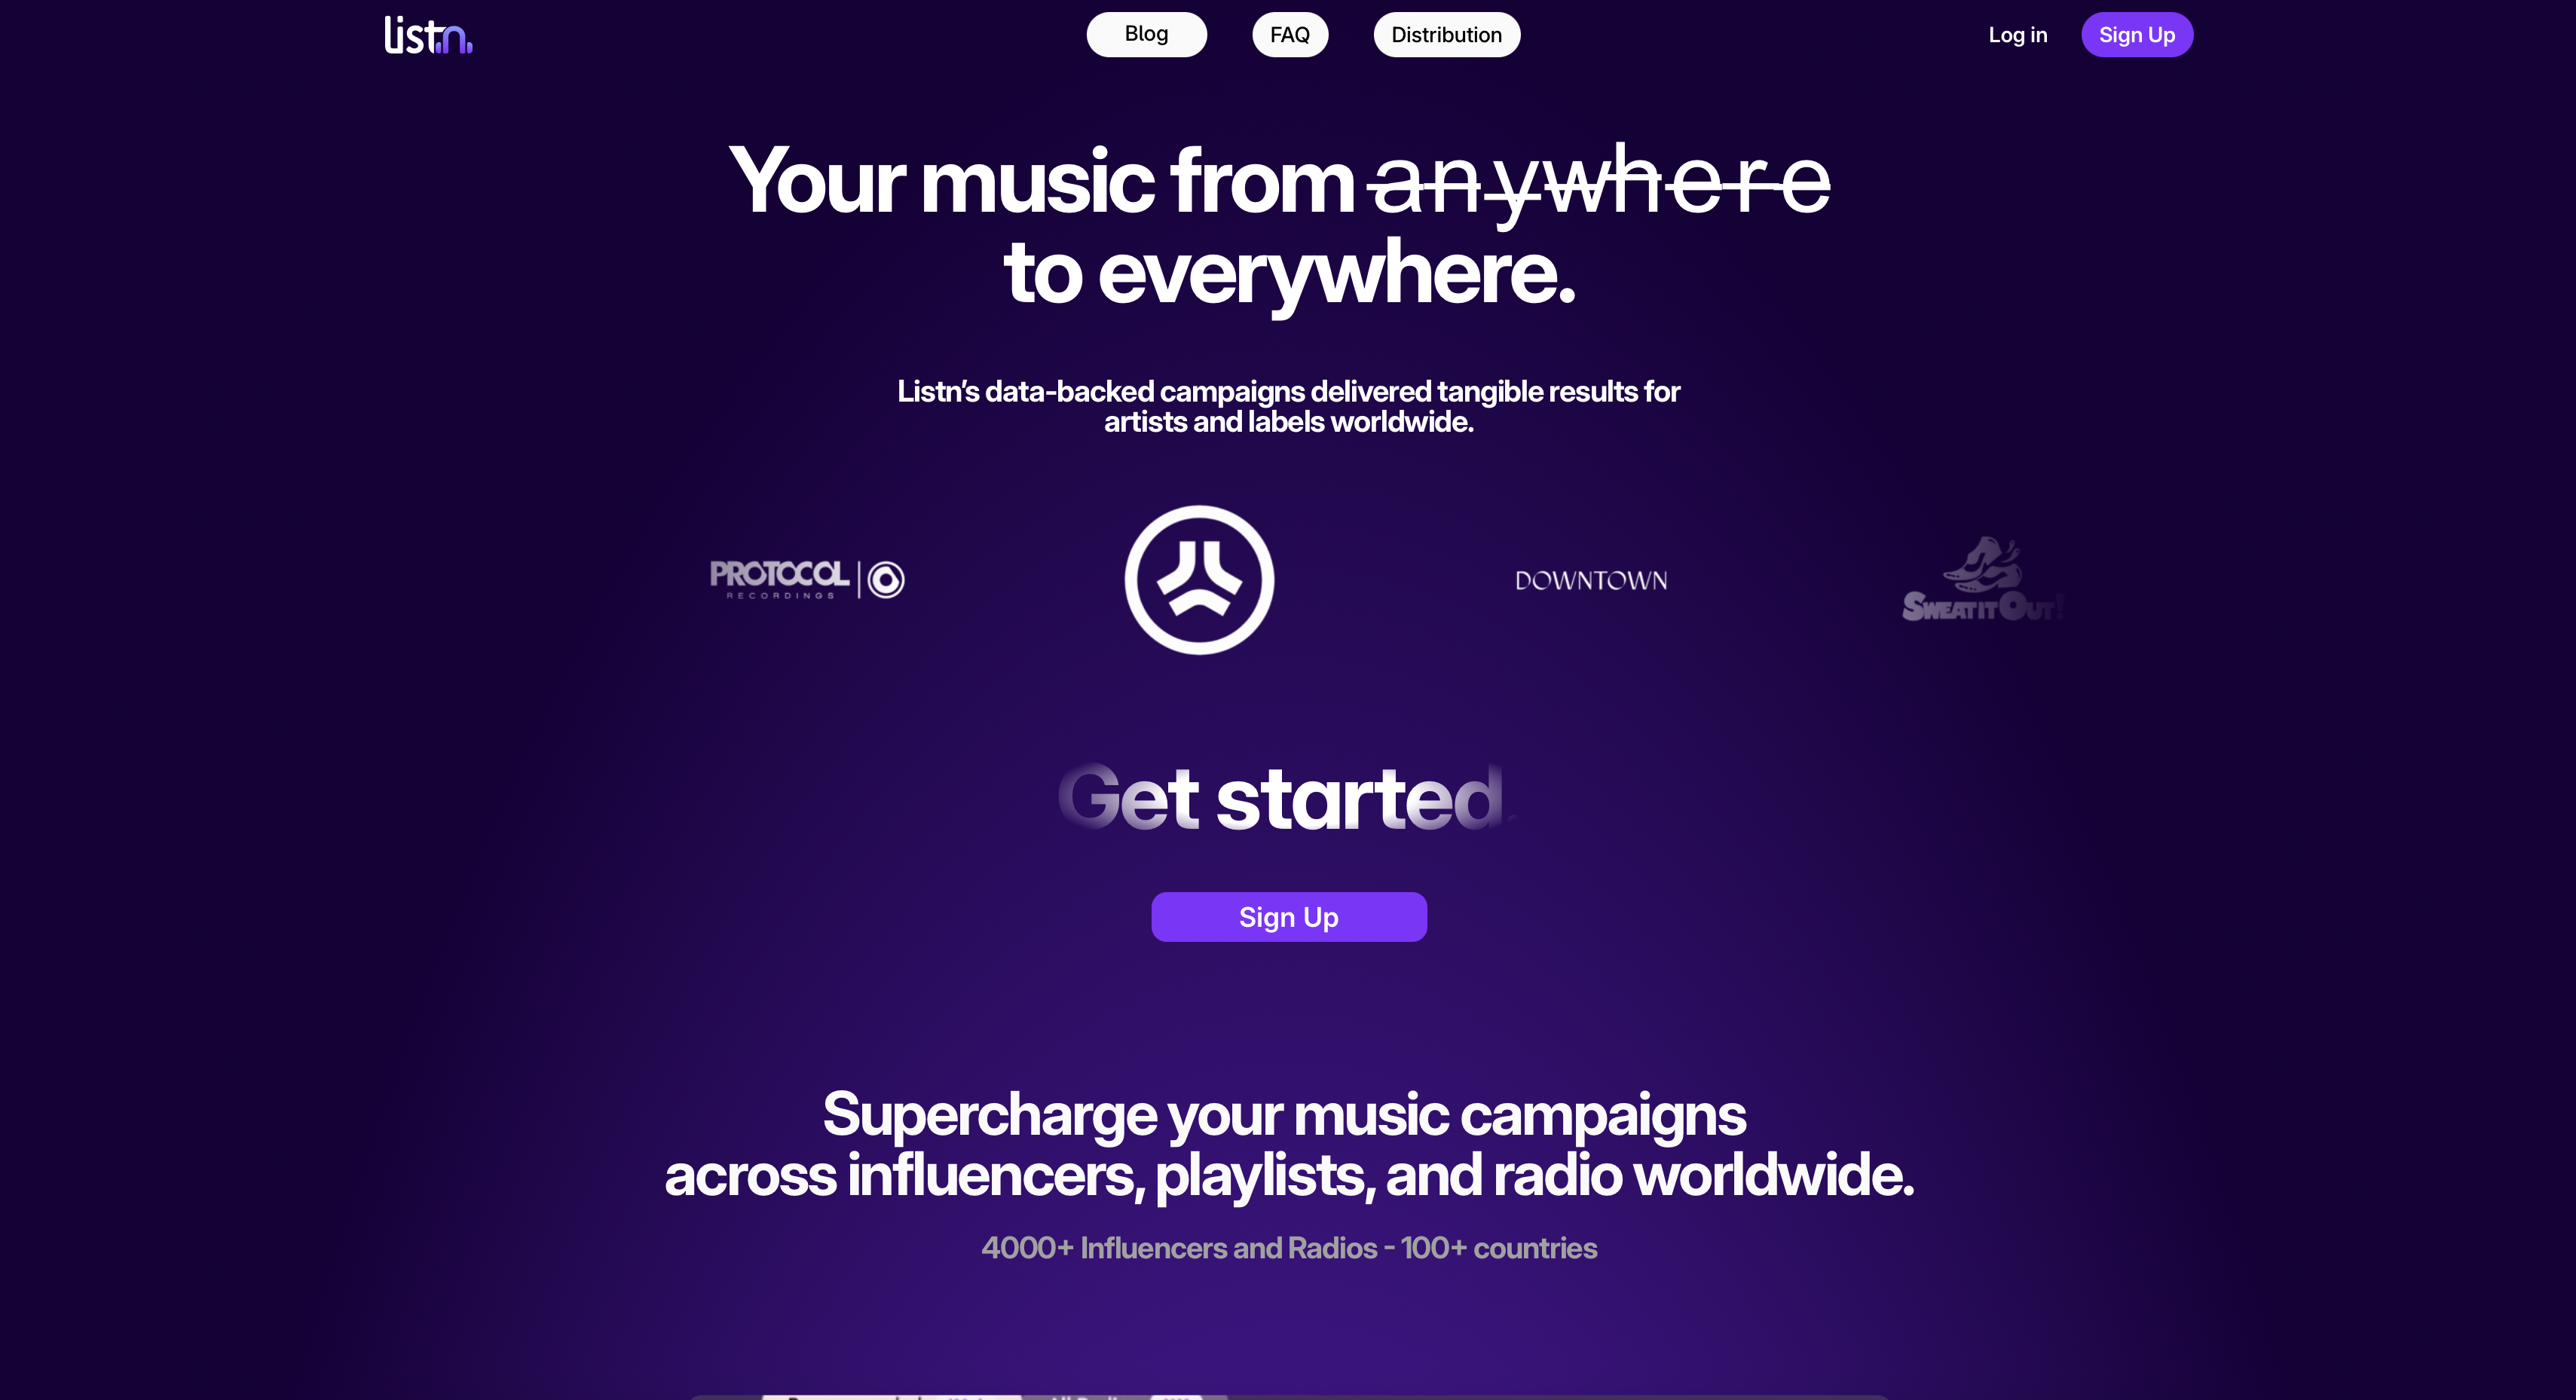 listn.
Blog
FAQ
Distribution
Log in
Sign Up
Your music from anywhere
to everywhere.
Listn’s data-backed campaigns delivered tangible results for
artists and labels worldwide.
PROTOCOL
RECORDINGS
DOWNTOWN
SWEAT IT OUT!
Get started.
Sign Up
Supercharge your music campaigns
across influencers, playlists, and radio worldwide.
4000+ Influencers and Radios - 100+ countries